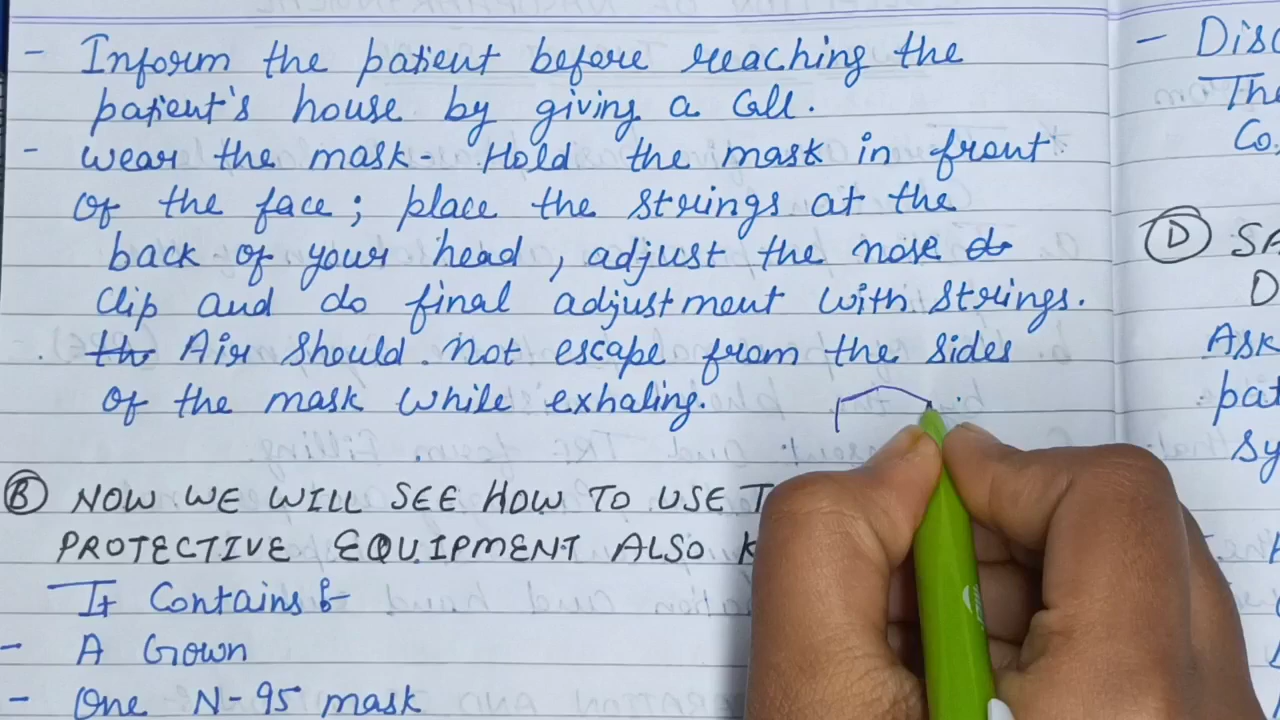 - Inform the patient before reaching the
patient's house by giving a Call.
- Wear the mask - Hold the mask in front
of the face; place the strings at the
back of your head, adjust the nose
Clip and do final adjustment with strings.
Air should not escape from the sides
of the mask while exhaling.
(B) NOW WE WILL SEE HOW TO USE
PROTECTIVE EQUIPMENT ALSO
It Contains :-
- A Gown
- One N-95 mask
- Disc
The
Co.
(D) SA
D
Ask
pat
sy